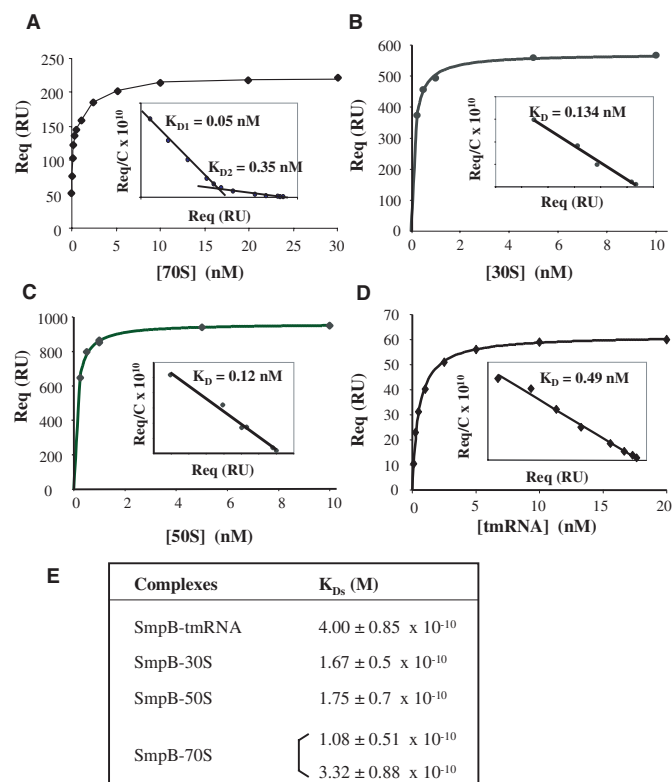 A
Req (RU)
250
200
150
100
50
0
0 5 10 15 20 25 30
[70S] (nM)
Req/C x 10^10
K_D1 = 0.05 nM
K_D2 = 0.35 nM
Req (RU)
B
Req (RU)
600
500
400
300
200
100
0
0 2 4 6 8 10
[30S] (nM)
Req/C x 10^10
K_D = 0.134 nM
Req (RU)
C
Req (RU)
1000
800
600
400
200
0
0 2 4 6 8 10
[50S] (nM)
Req/C x 10^10
K_D = 0.12 nM
Req (RU)
D
Req (RU)
70
60
50
40
30
20
10
0
0 5 10 15 20
[tmRNA] (nM)
Req/C x 10^10
K_D = 0.49 nM
Req (RU)
E
Complexes K_Ds (M)
SmpB-tmRNA 4.00 ± 0.85 x 10^-10
SmpB-30S 1.67 ± 0.5 x 10^-10
SmpB-50S 1.75 ± 0.7 x 10^-10
SmpB-70S
1.08 ± 0.51 x 10^-10
3.32 ± 0.88 x 10^-10